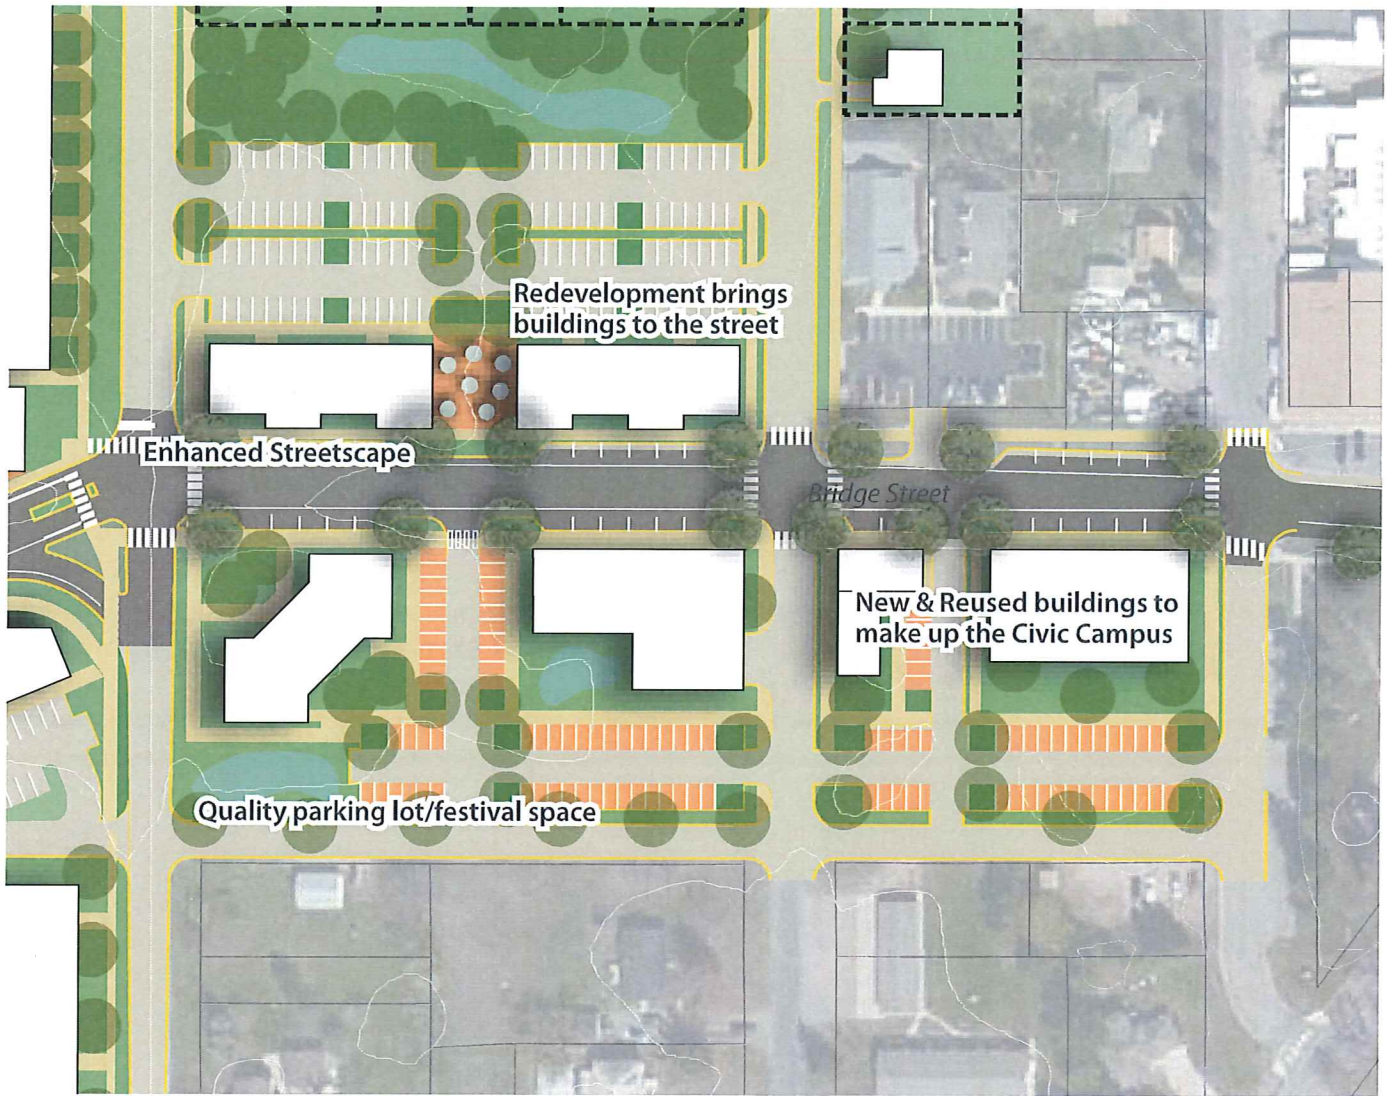 Redevelopment brings
buildings to the street
Enhanced Streetscape
Bridge Street
New & Reused buildings to
make up the Civic Campus
Quality parking lot/festival space